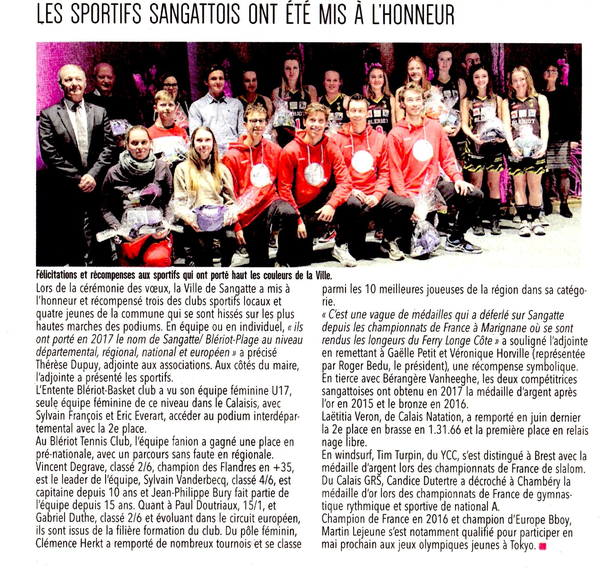 LES SPORTIFS SANGATTOIS ONT ÉTÉ MIS À L'HONNEUR
Félicitations et récompenses aux sportifs qui ont porté haut les couleurs de la Ville.
Lors de la cérémonie des vœux, la Ville de Sangatte a mis à
l'honneur et récompensé trois des clubs sportifs locaux et
quatre jeunes de la commune qui se sont hissés sur les plus
hautes marches des podiums. En équipe ou en individuel, « ils
ont porté en 2017 le nom de Sangatte/ Blériot-Plage au niveau
départemental, régional, national et européen » a précisé
Thérèse Dupuy, adjointe aux associations. Aux côtés du maire,
l'adjointe a présenté les sportifs.
L'Entente Blériot-Basket club a vu son équipe féminine U17,
seule équipe féminine de ce niveau dans le Calaisis, avec
Sylvain François et Eric Everart, accéder au podium interdépar-
temental avec la 2e place.
Au Blériot Tennis Club, l'équipe fanion a gagné une place en
pré-nationale, avec un parcours sans faute en régionale.
Vincent Degrave, classé 2/6, champion des Flandres en +35,
est le leader de l'équipe, Sylvain Vanderbecq, classé 4/6, est
capitaine depuis 10 ans et Jean-Philippe Bury fait partie de
l'équipe depuis 15 ans. Quant à Paul Doutriaux, 15/1, et
Gabriel Duthe, classé 2/6 et évoluant dans le circuit européen,
ils sont issus de la filière formation du club. Du pôle féminin,
Clémence Herkt a remporté de nombreux tournois et se classe
parmi les 10 meilleures joueuses de la région dans sa catégo-
rie.
« C'est une vague de médailles qui a déferlé sur Sangatte
depuis les championnats de France à Marignane où se sont
rendus les longeurs du Ferry Longe Côte » a souligné l'adjointe
en remettant à Gaëlle Petit et Véronique Horville (représentée
par Roger Bedu, le président), une récompense symbolique.
En tierce avec Bérangère Vanheeghe, les deux compétitrices
sangattoises ont obtenu en 2017 la médaille d'argent après
l'or en 2015 et le bronze en 2016.
Laëtitia Veron, de Calais Natation, a remporté en juin dernier
la 2e place en brasse en 1.31.66 et la première place en relais
nage libre.
En windsurf, Tim Turpin, du YCC, s'est distingué à Brest avec la
médaille d'argent lors des championnats de France de slalom.
Du Calais GRS, Candice Dutertre a décroché à Chambéry la
médaille d'or lors des championnats de France de gymnas-
tique rythmique et sportive de national A.
Champion de France en 2016 et champion d'Europe Bboy,
Martin Lejeune s'est notamment qualifié pour participer en
mai prochain aux jeux olympiques jeunes à Tokyo.